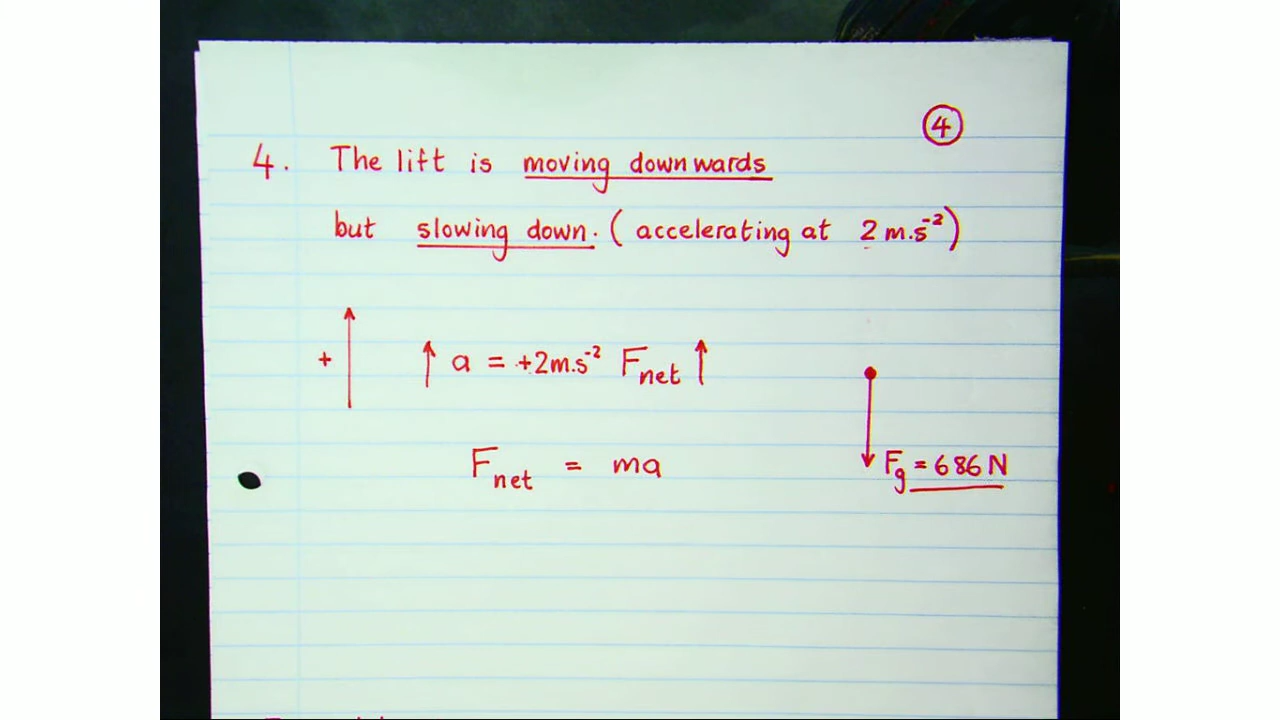 ④
4. The lift is moving downwards
but slowing down. (accelerating at 2 m.s⁻²)
+ ↑ ↑ a = +2m.s⁻² Fnet ↑
Fnet = ma
Fg = 686 N